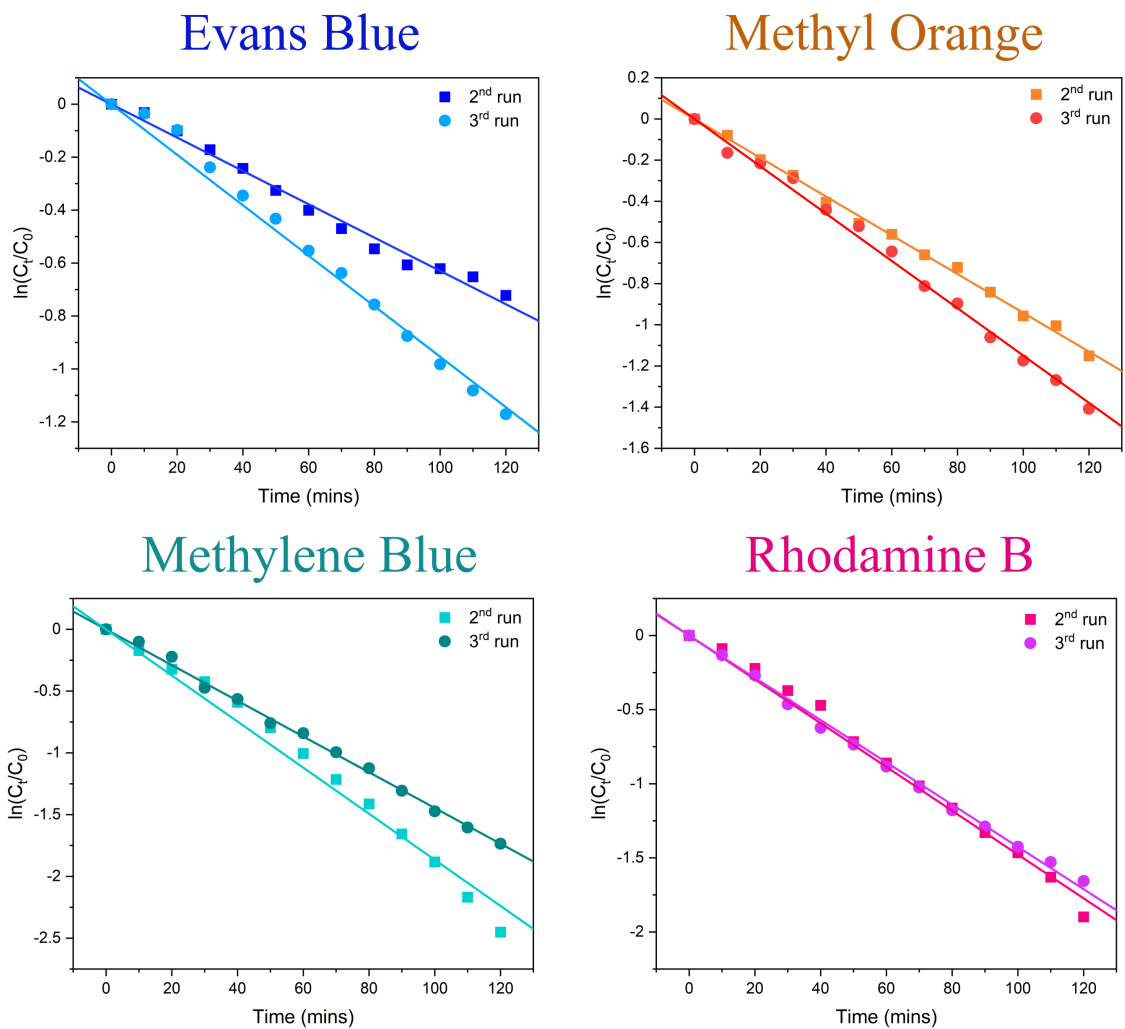 Evans Blue
2nd run
3rd run
0
-0.2
-0.4
-0.6
-0.8
-1
-1.2
ln(Ct/C0)
0 20 40 60 80 100 120
Time (mins)
Methyl Orange
2nd run
3rd run
0.2
0
-0.2
-0.4
-0.6
-0.8
-1
-1.2
-1.4
-1.6
ln(Ct/C0)
0 20 40 60 80 100 120
Time (mins)
Methylene Blue
2nd run
3rd run
0
-0.5
-1
-1.5
-2
-2.5
ln(Ct/C0)
0 20 40 60 80 100 120
Time (mins)
Rhodamine B
2nd run
3rd run
0
-0.5
-1
-1.5
-2
ln(Ct/C0)
0 20 40 60 80 100 120
Time (mins)